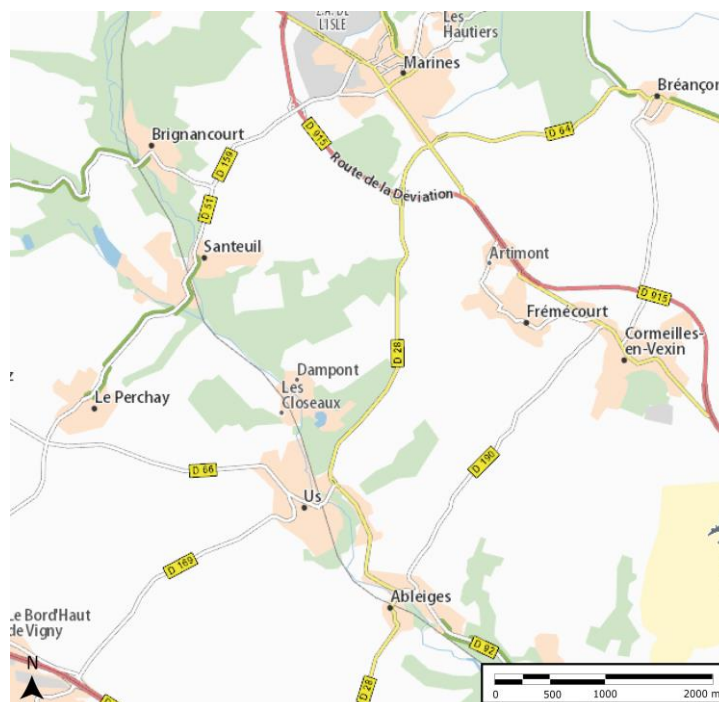 Z.A. DE
L'ISLE
Les
Hautiers
Marines
Bréançon
D 64
Brignancourt
D 159
D 915
Route de la Déviation
D 51
Santeuil
Artimont
D 915
Frémécourt
Cormeilles-
en-Vexin
D 28
Dampont
Les
Closeaux
Le Perchay
D 66
D 190
Us
D 169
Ableiges
Le Bord'Haut
de Vigny
D 92
D 28
N
0 500 1000 2000 m